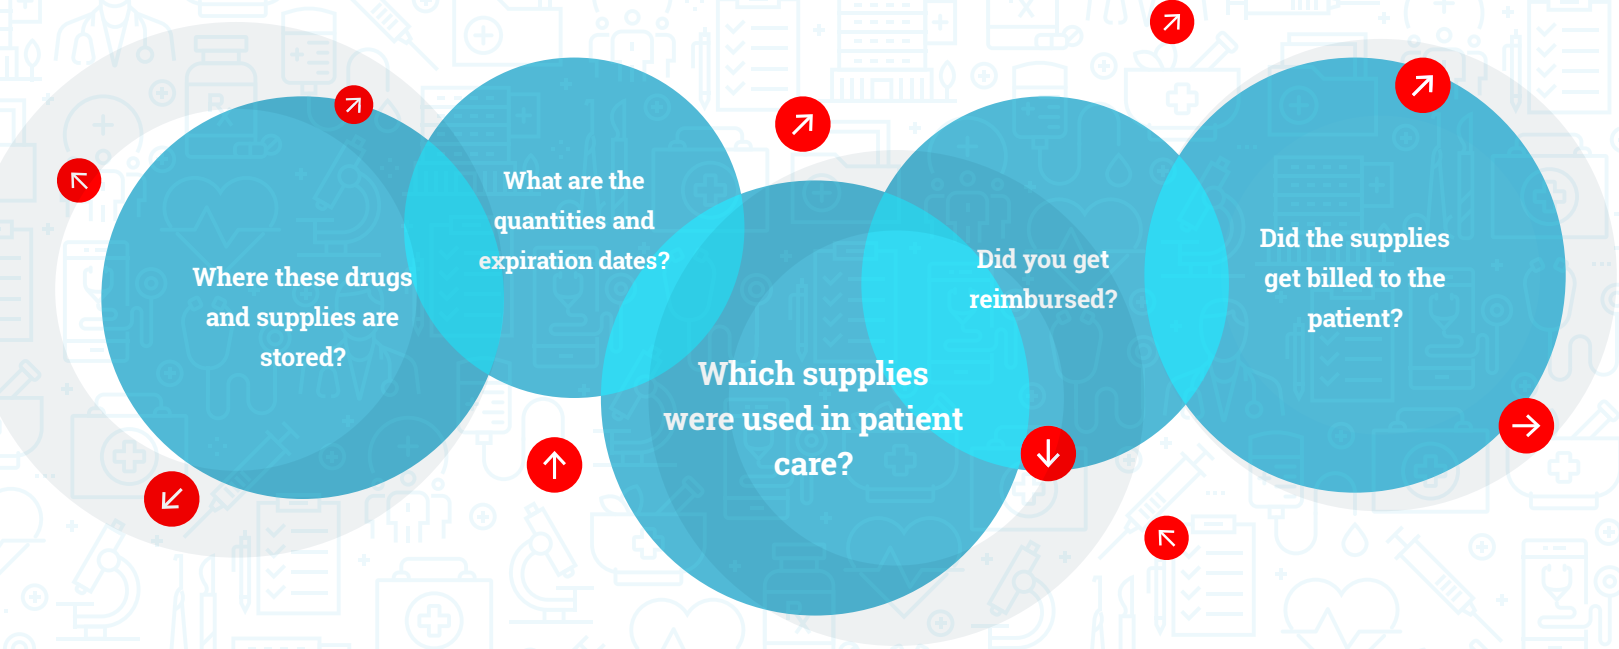 Where these drugs
and supplies are
stored?
What are the
quantities and
expiration dates?
Which supplies
were used in patient
care?
Did you get
reimbursed?
Did the supplies
get billed to the
patient?